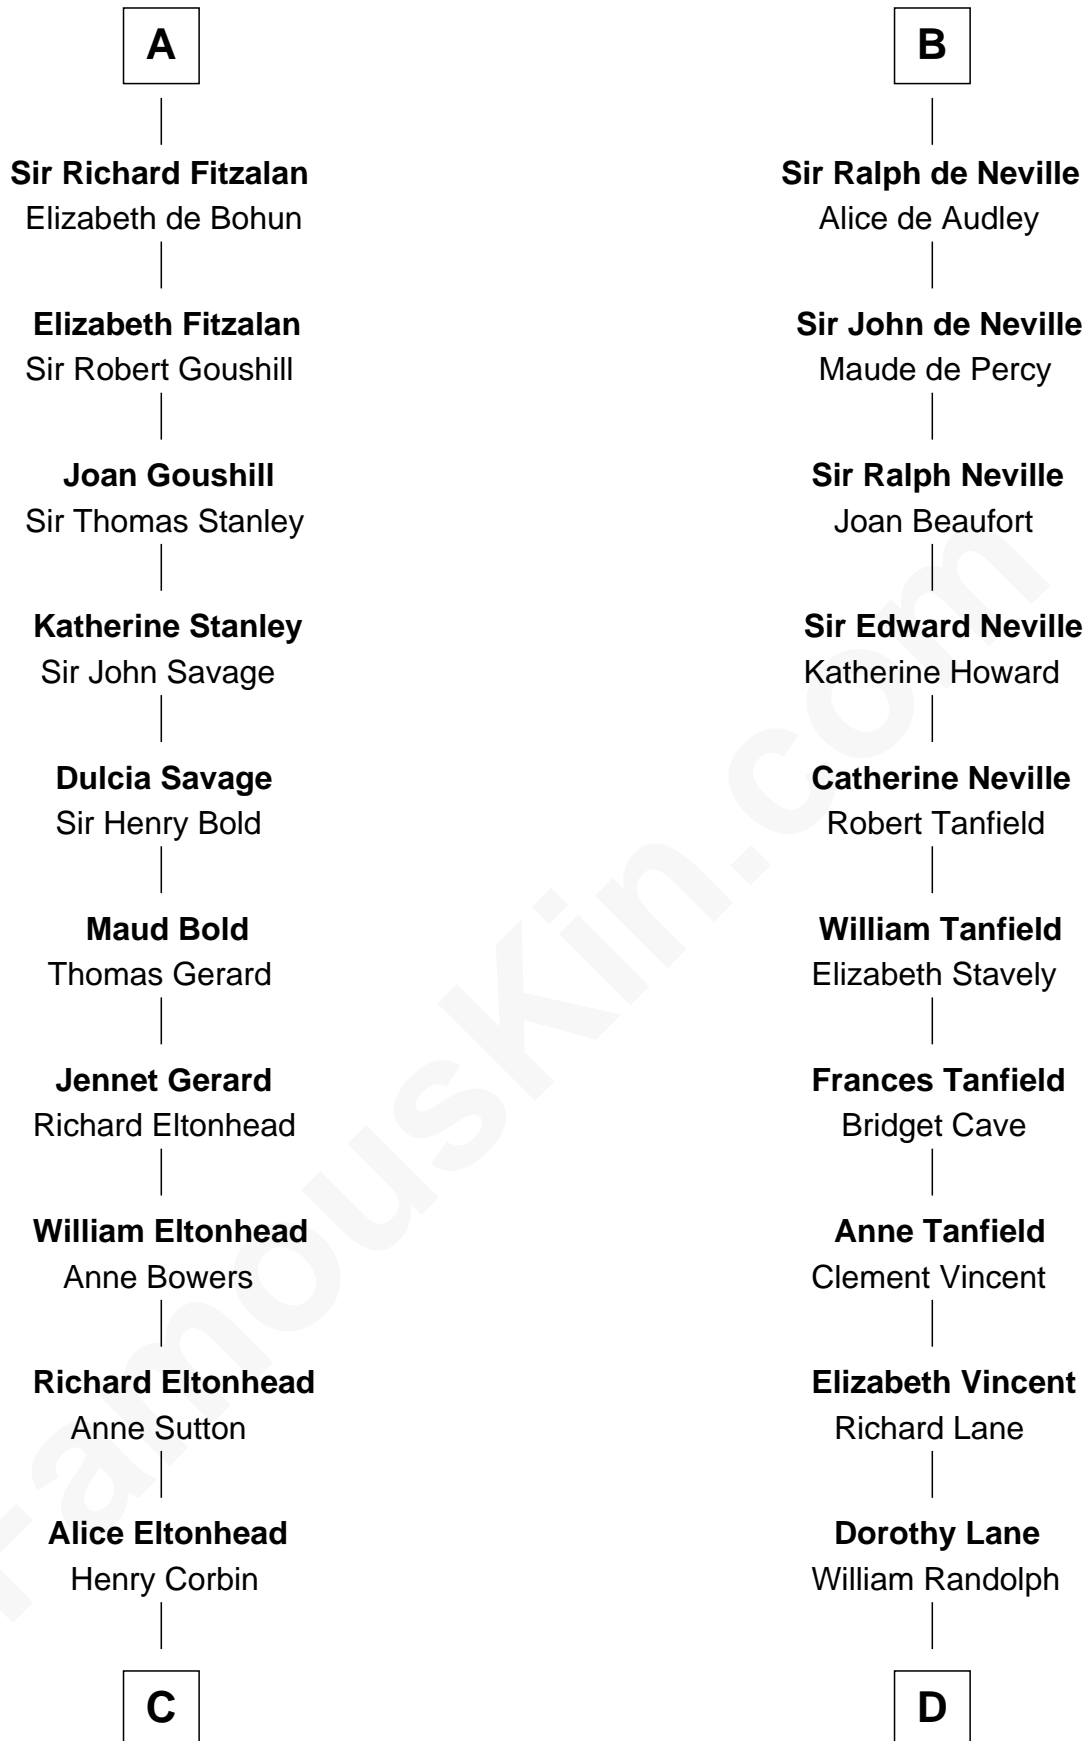 A
Sir Richard Fitzalan
Elizabeth de Bohun
Elizabeth Fitzalan
Sir Robert Goushill
Joan Goushill
Sir Thomas Stanley
Katherine Stanley
Sir John Savage
Dulcia Savage
Sir Henry Bold
Maud Bold
Thomas Gerard
Jennet Gerard
Richard Eltonhead
William Eltonhead
Anne Bowers
Richard Eltonhead
Anne Sutton
Alice Eltonhead
Henry Corbin
C
B
Sir Ralph de Neville
Alice de Audley
Sir John de Neville
Maude de Percy
Sir Ralph Neville
Joan Beaufort
Sir Edward Neville
Katherine Howard
Catherine Neville
Robert Tanfield
William Tanfield
Elizabeth Stavely
Frances Tanfield
Bridget Cave
Anne Tanfield
Clement Vincent
Elizabeth Vincent
Richard Lane
Dorothy Lane
William Randolph
D
FamousKin.com